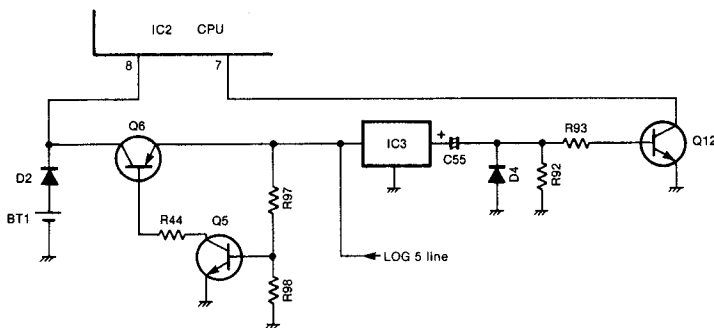 IC2 CPU
8
7
Q6
D2
BT1
R44
Q5
R97
R98
IC3
+
C55
D4
R92
R93
Q12
LOG 5 line